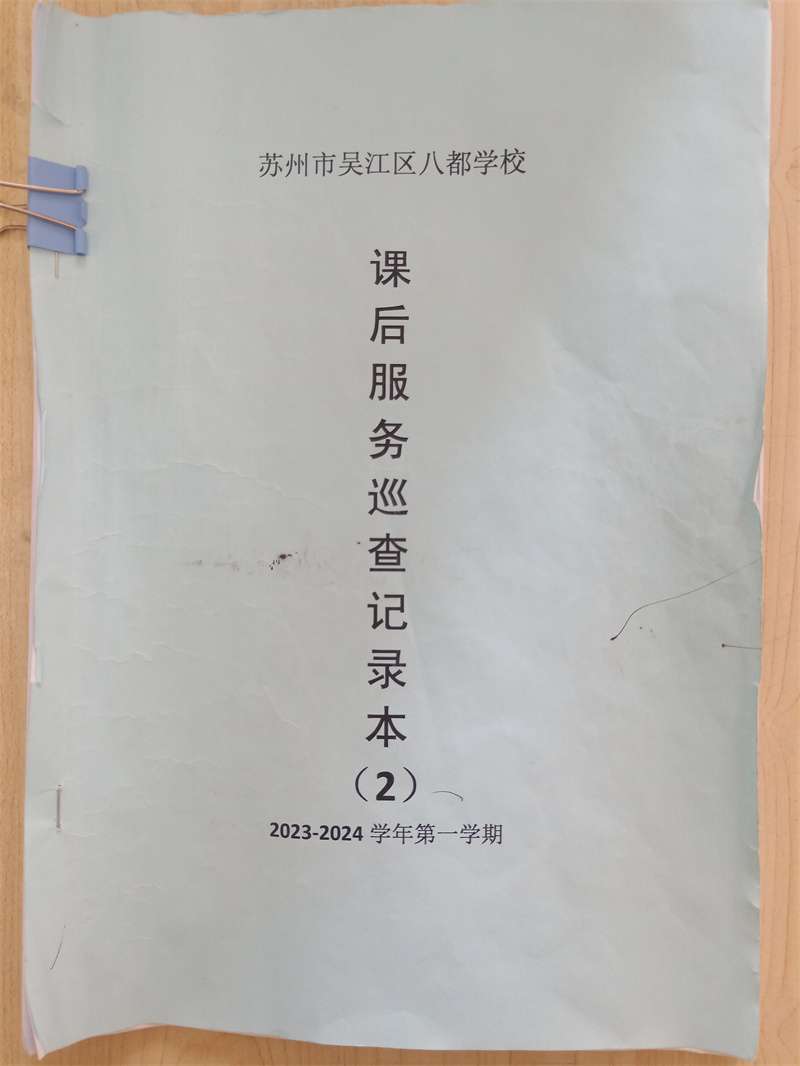 苏州市吴江区八都学校
课后服务巡查记录本
（2）
2023-2024 学年第一学期